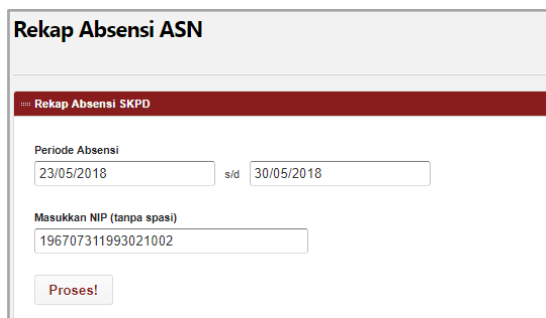 Rekap Absensi ASN
Rekap Absensi SKPD
Periode Absensi
23/05/2018 s/d 30/05/2018
Masukkan NIP (tanpa spasi)
196707311993021002
Proses!